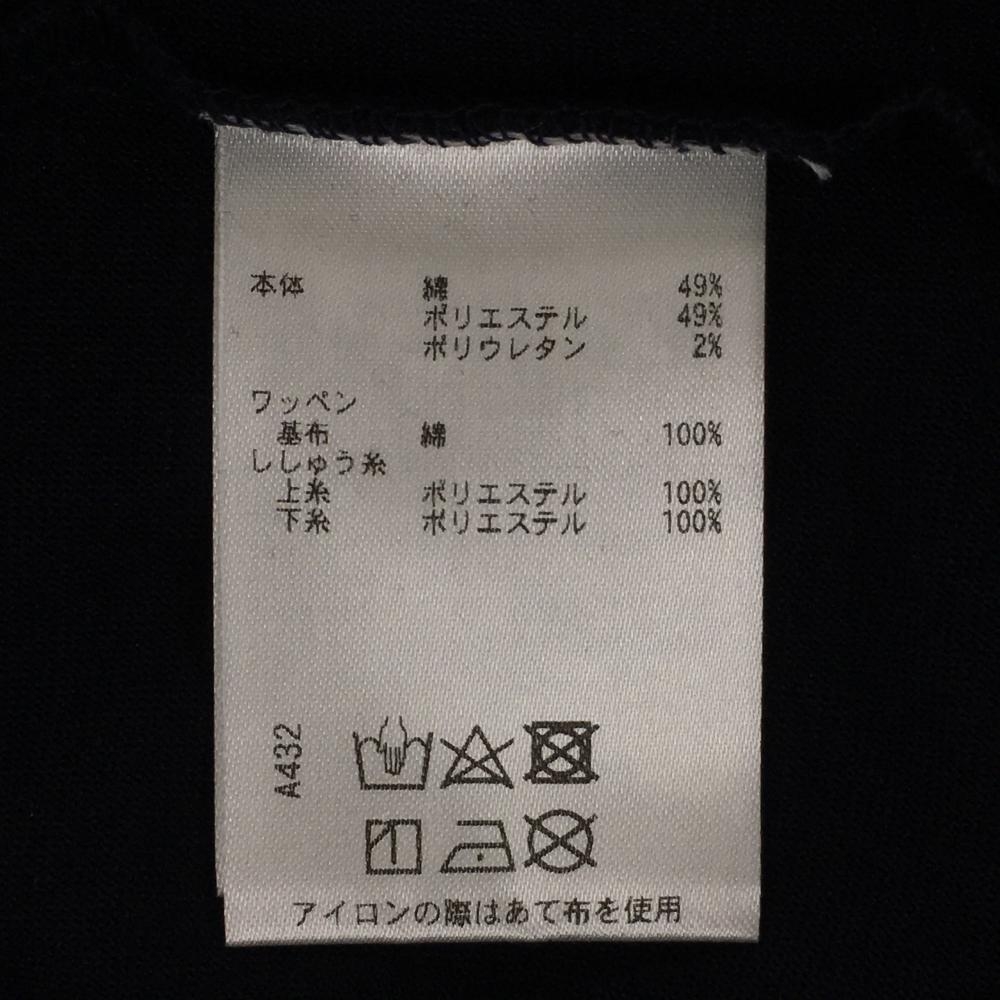 本体 綿 49%
ポリエステル 49%
ポリウレタン 2%
ワッペン
基布 綿 100%
ししゅう糸
上糸 ポリエステル 100%
下糸 ポリエステル 100%
A432
アイロンの際はあて布を使用